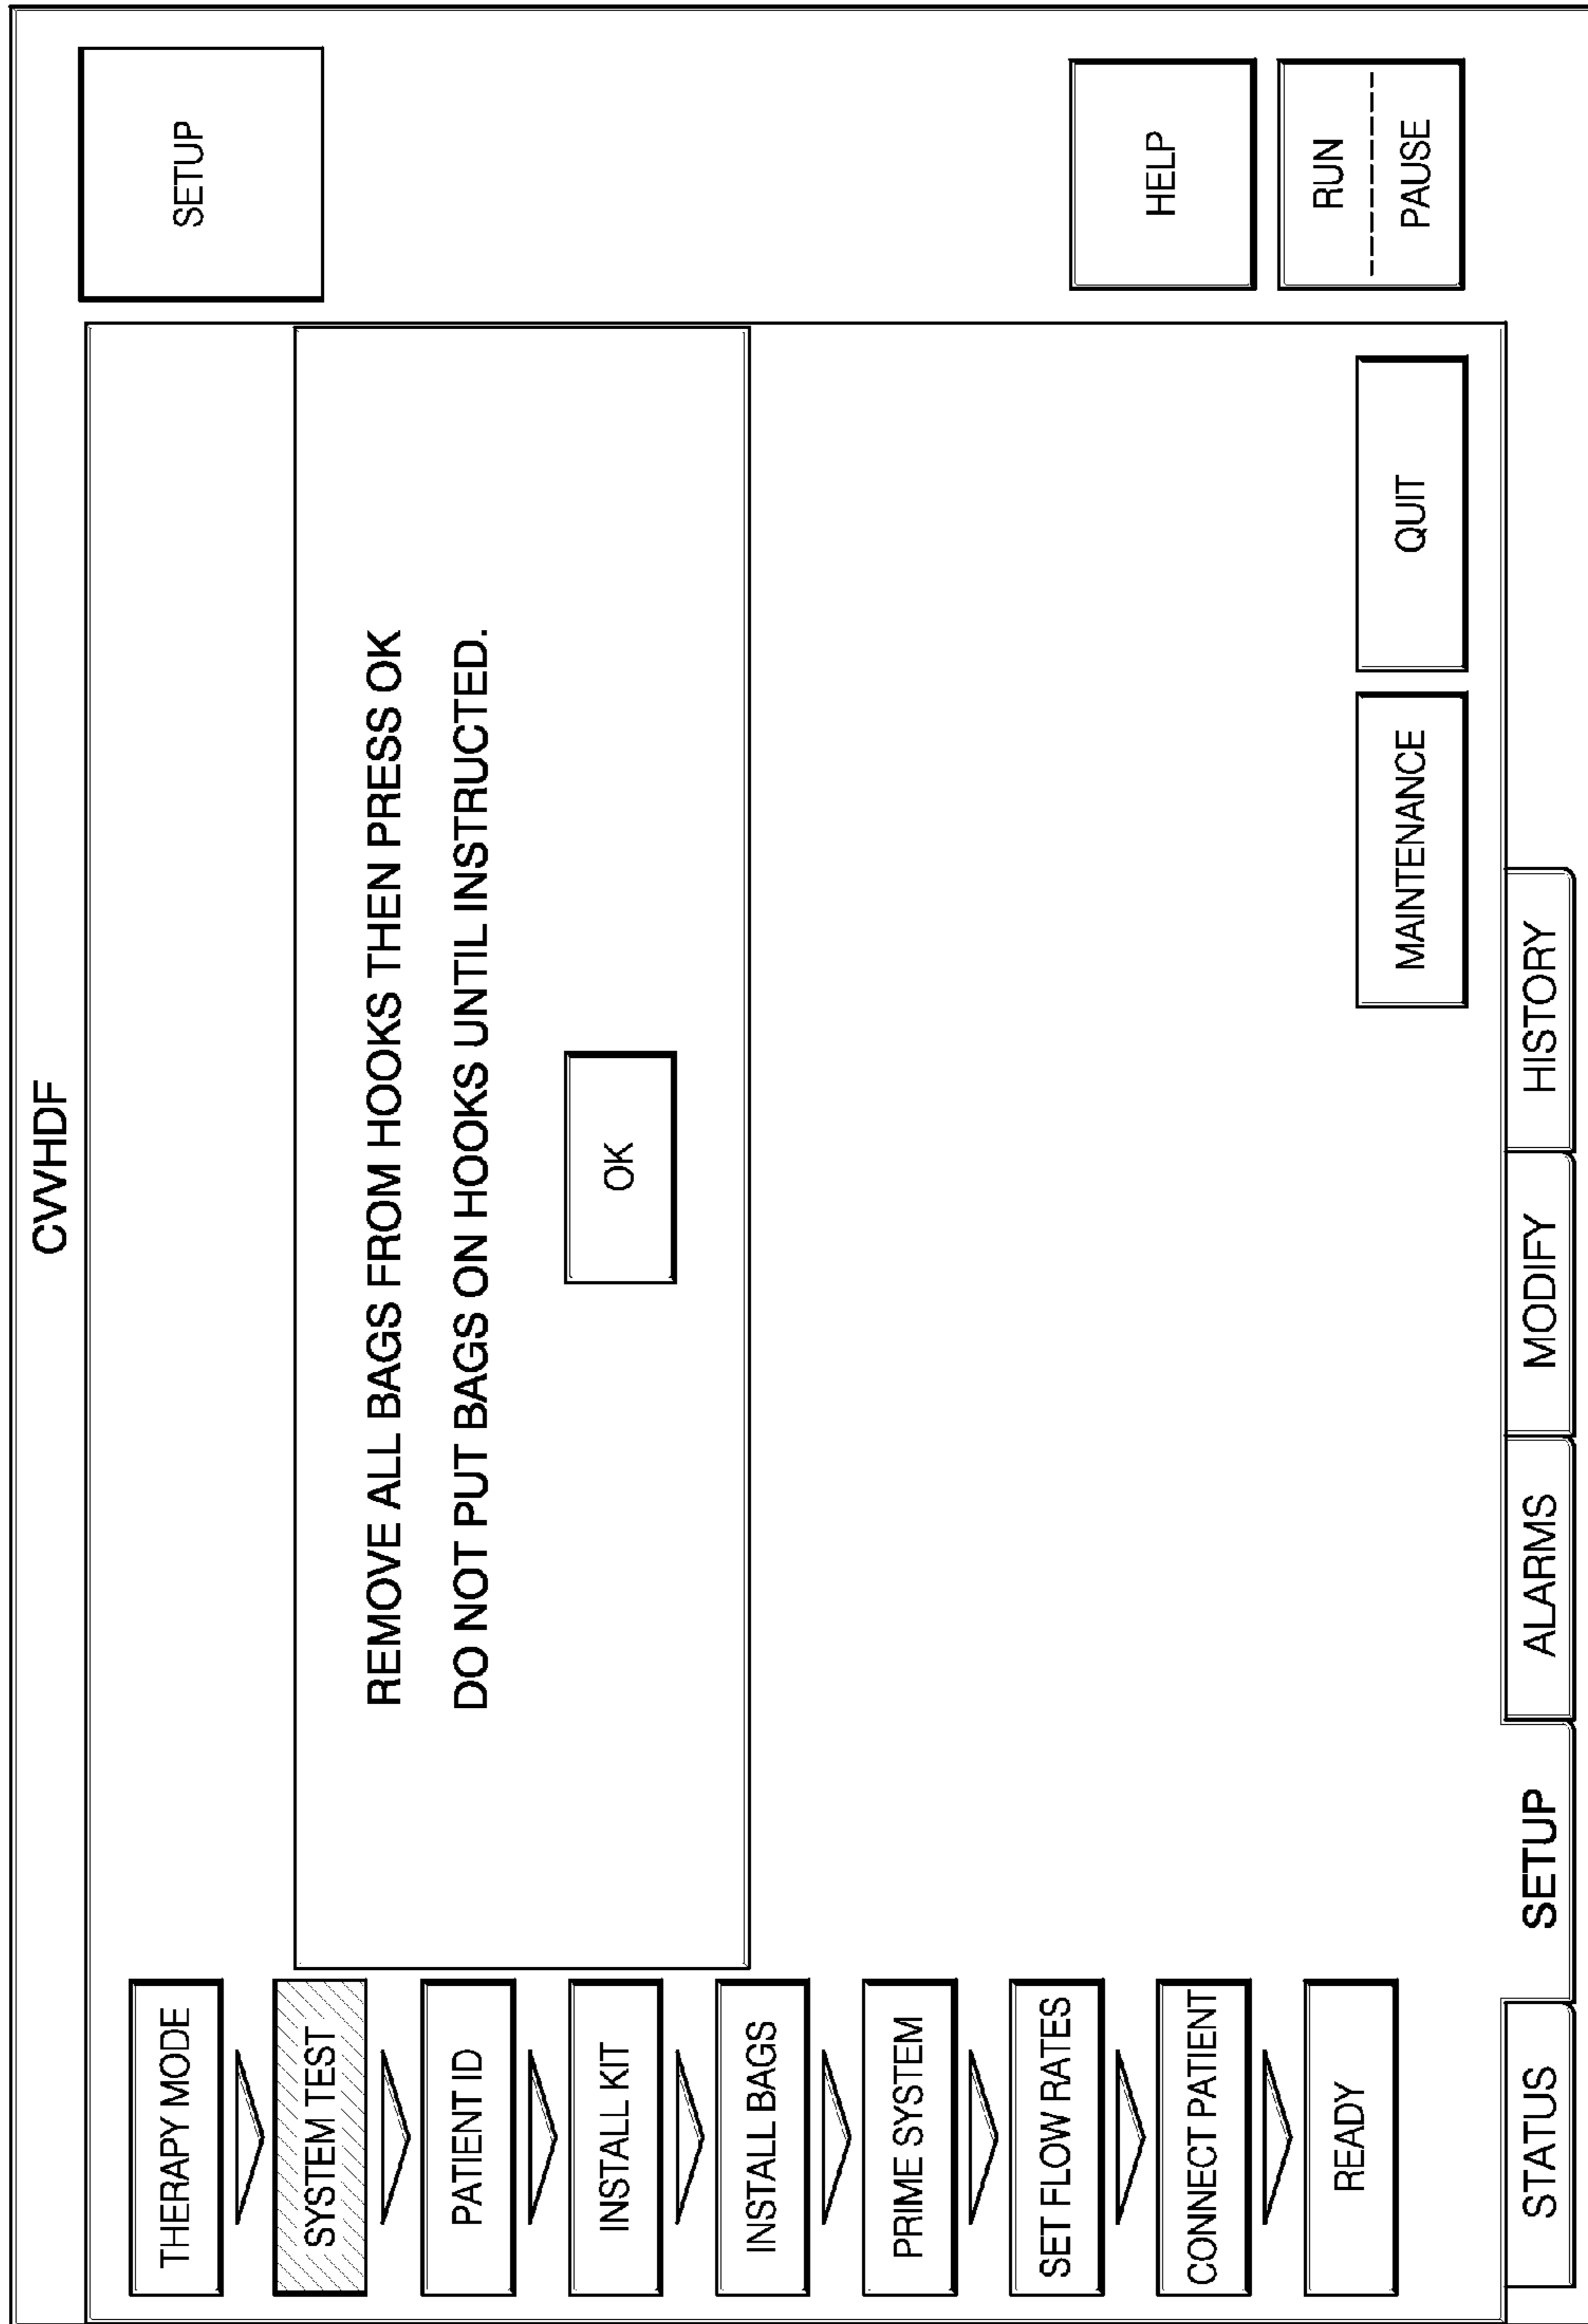 CVVHDF
SETUP
THERAPY MODE
SYSTEM TEST
PATIENT ID
INSTALL KIT
INSTALL BAGS
PRIME SYSTEM
SET FLOW RATES
CONNECT PATIENT
READY
REMOVE ALL BAGS FROM HOOKS THEN PRESS OK
DO NOT PUT BAGS ON HOOKS UNTIL INSTRUCTED.
OK
MAINTENANCE
QUIT
HELP
RUN
PAUSE
STATUS
SETUP
ALARMS
MODIFY
HISTORY